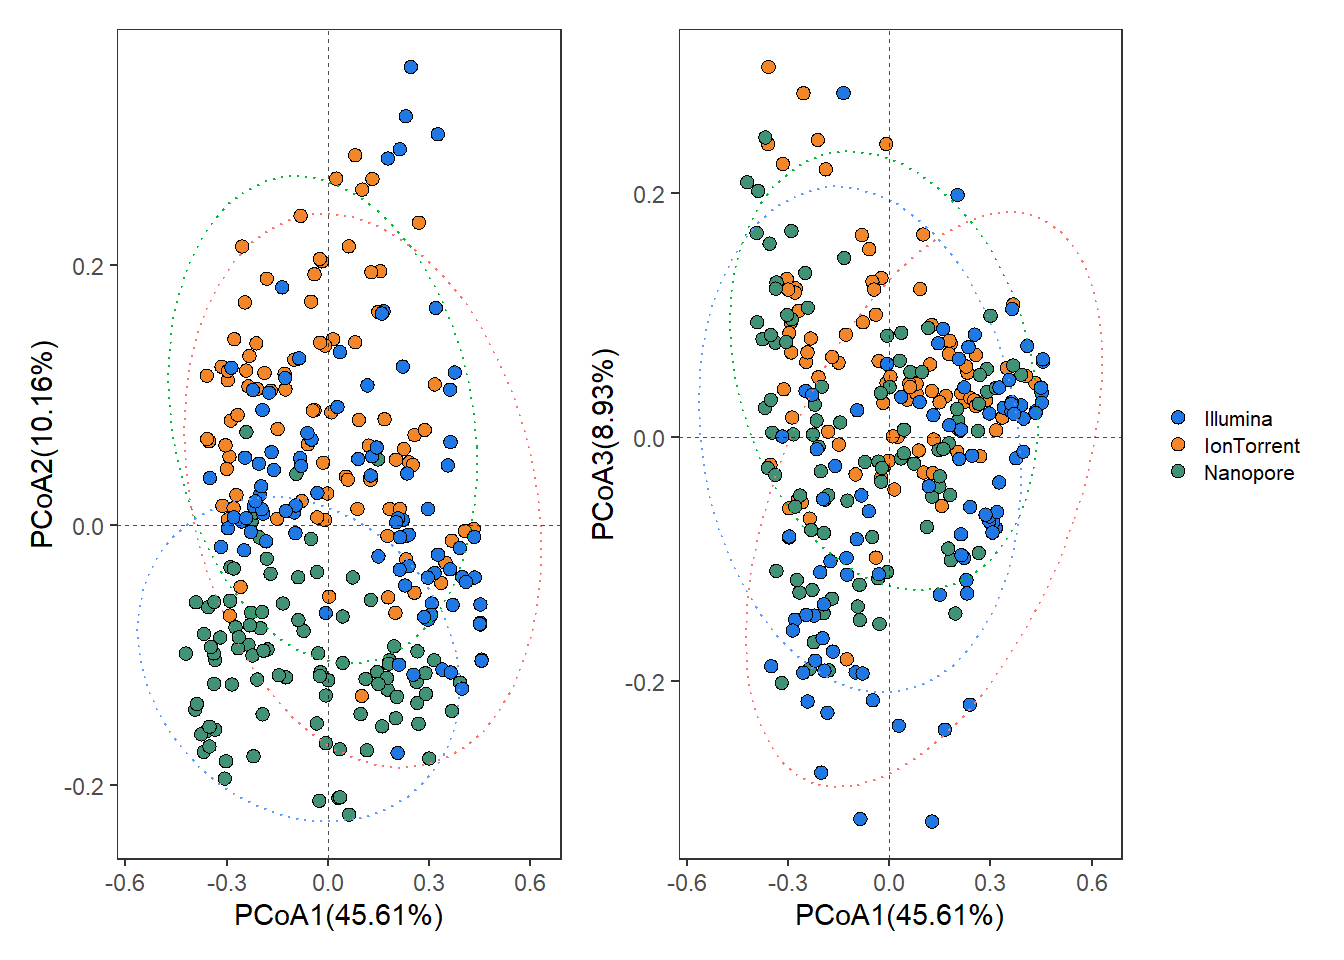 0.2
0.0
-0.2
PCoA2(10.16%)
-0.6 -0.3 0.0 0.3 0.6
PCoA1(45.61%)
0.2
0.0
-0.2
PCoA3(8.93%)
-0.6 -0.3 0.0 0.3 0.6
PCoA1(45.61%)
Illumina
IonTorrent
Nanopore